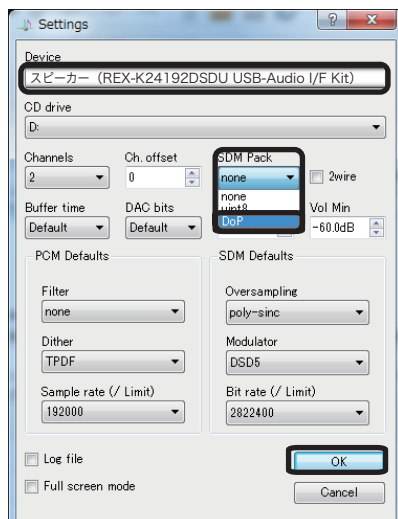 Settings
Device
スピーカー（REX-K24192DSDU USB-Audio I/F Kit）
CD drive
D:
Channels Ch. offset SDM Pack
2 0 none 2wire
none
uint8
DoP
Buffer time DAC bits Vol Min
Default Default -60.0dB
PCM Defaults SDM Defaults
Filter Oversampling
none poly-sinc
Dither Modulator
TPDF DSD5
Sample rate (/ Limit) Bit rate (/ Limit)
192000 2822400
Log file OK
Full screen mode Cancel